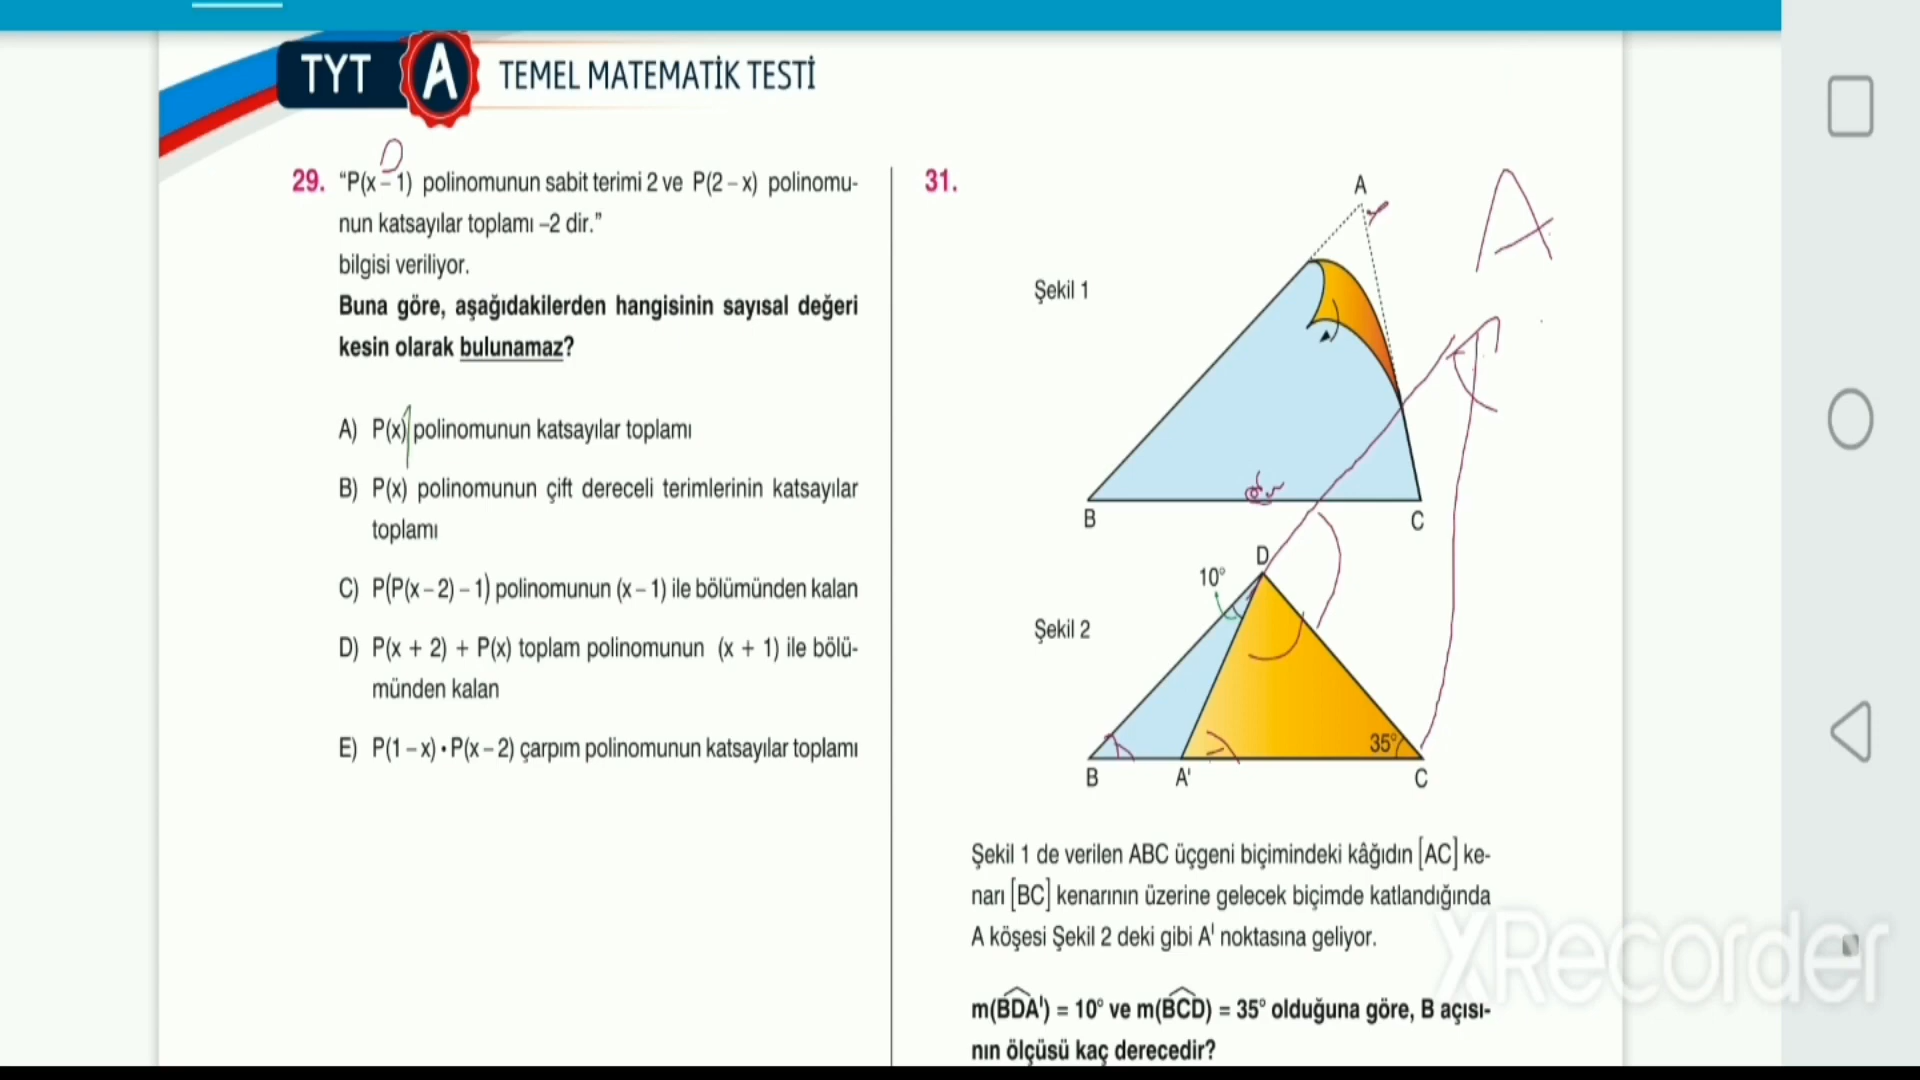 TYT A TEMEL MATEMATİK TESTİ
29. “P(x – 1) polinomunun sabit terimi 2 ve P(2 – x) polinomu-
nun katsayılar toplamı –2 dir.”
bilgisi veriliyor.
Buna göre, aşağıdakilerden hangisinin sayısal değeri
kesin olarak bulunamaz?
A) P(x) polinomunun katsayılar toplamı
B) P(x) polinomunun çift dereceli terimlerinin katsayılar
toplamı
C) P(P(x – 2) – 1) polinomunun (x – 1) ile bölümünden kalan
D) P(x + 2) + P(x) toplam polinomunun (x + 1) ile bölü-
münden kalan
E) P(1 – x) • P(x – 2) çarpım polinomunun katsayılar toplamı
31.
A
A
Şekil 1
B
C
D
10°
Şekil 2
35°
B
A'
C
Şekil 1 de verilen ABC üçgeni biçimindeki kâğıdın [AC] ke-
narı [BC] kenarının üzerine gelecek biçimde katlandığında
A köşesi Şekil 2 deki gibi A' noktasına geliyor.
m(BDA') = 10° ve m(BCD) = 35° olduğuna göre, B açısı-
nın ölçüsü kaç derecedir?
XRecorder